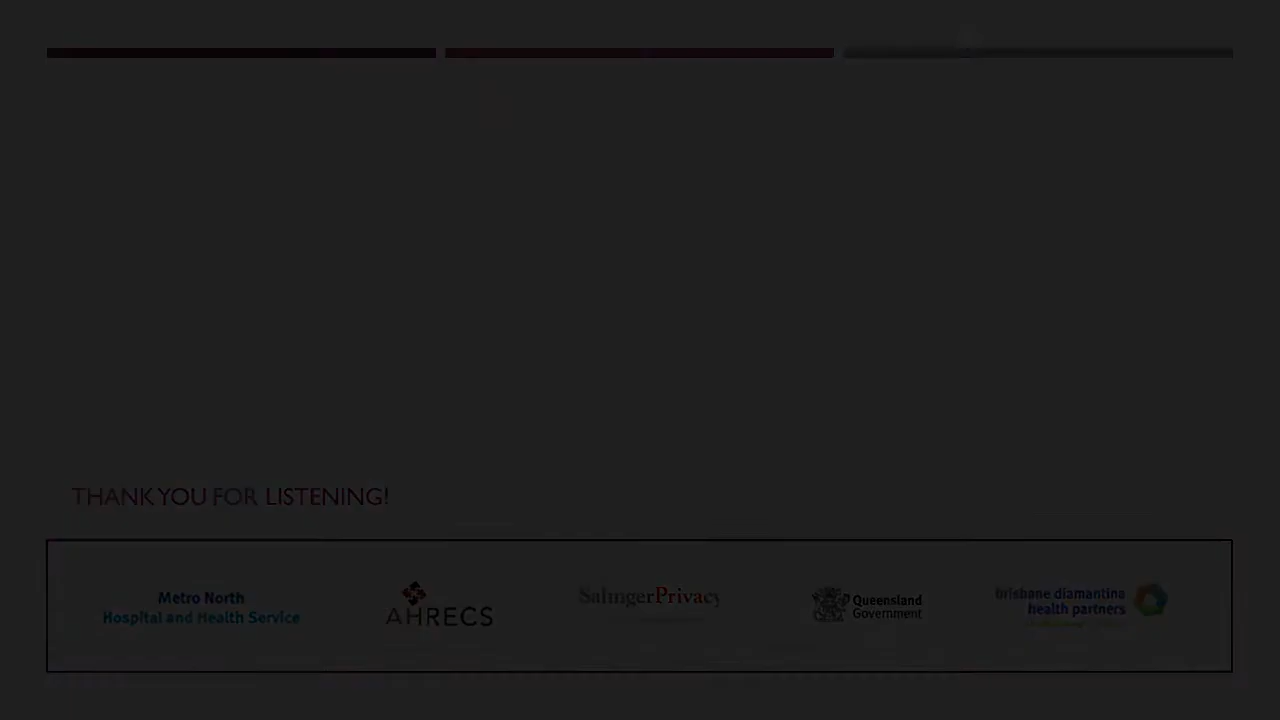 THANK YOU FOR LISTENING!
Metro North
Hospital and Health Service
AHRECS
SalingerPrivacy
Queensland
Government
brisbane diamantina
health partners